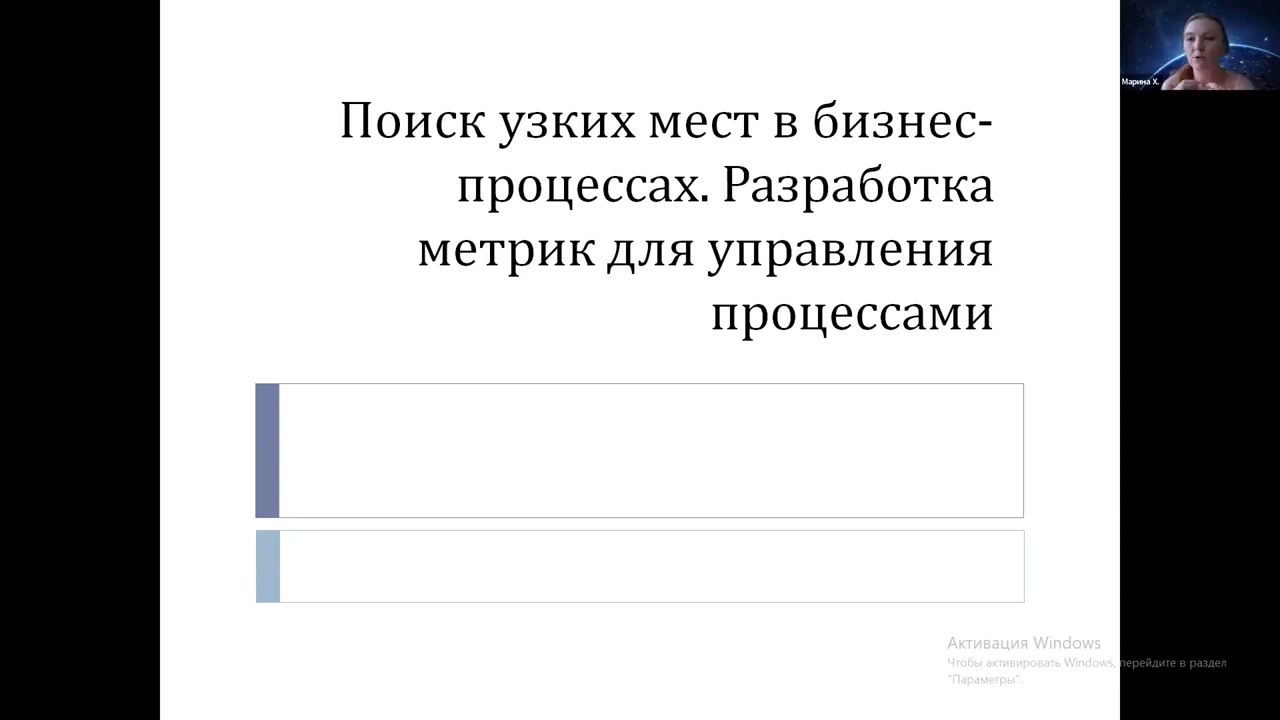 Поиск узких мест в бизнес-
процессах. Разработка
метрик для управления
процессами
Марина Х.
Активация Windows
Чтобы активировать Windows, перейдите в раздел
"Параметры".